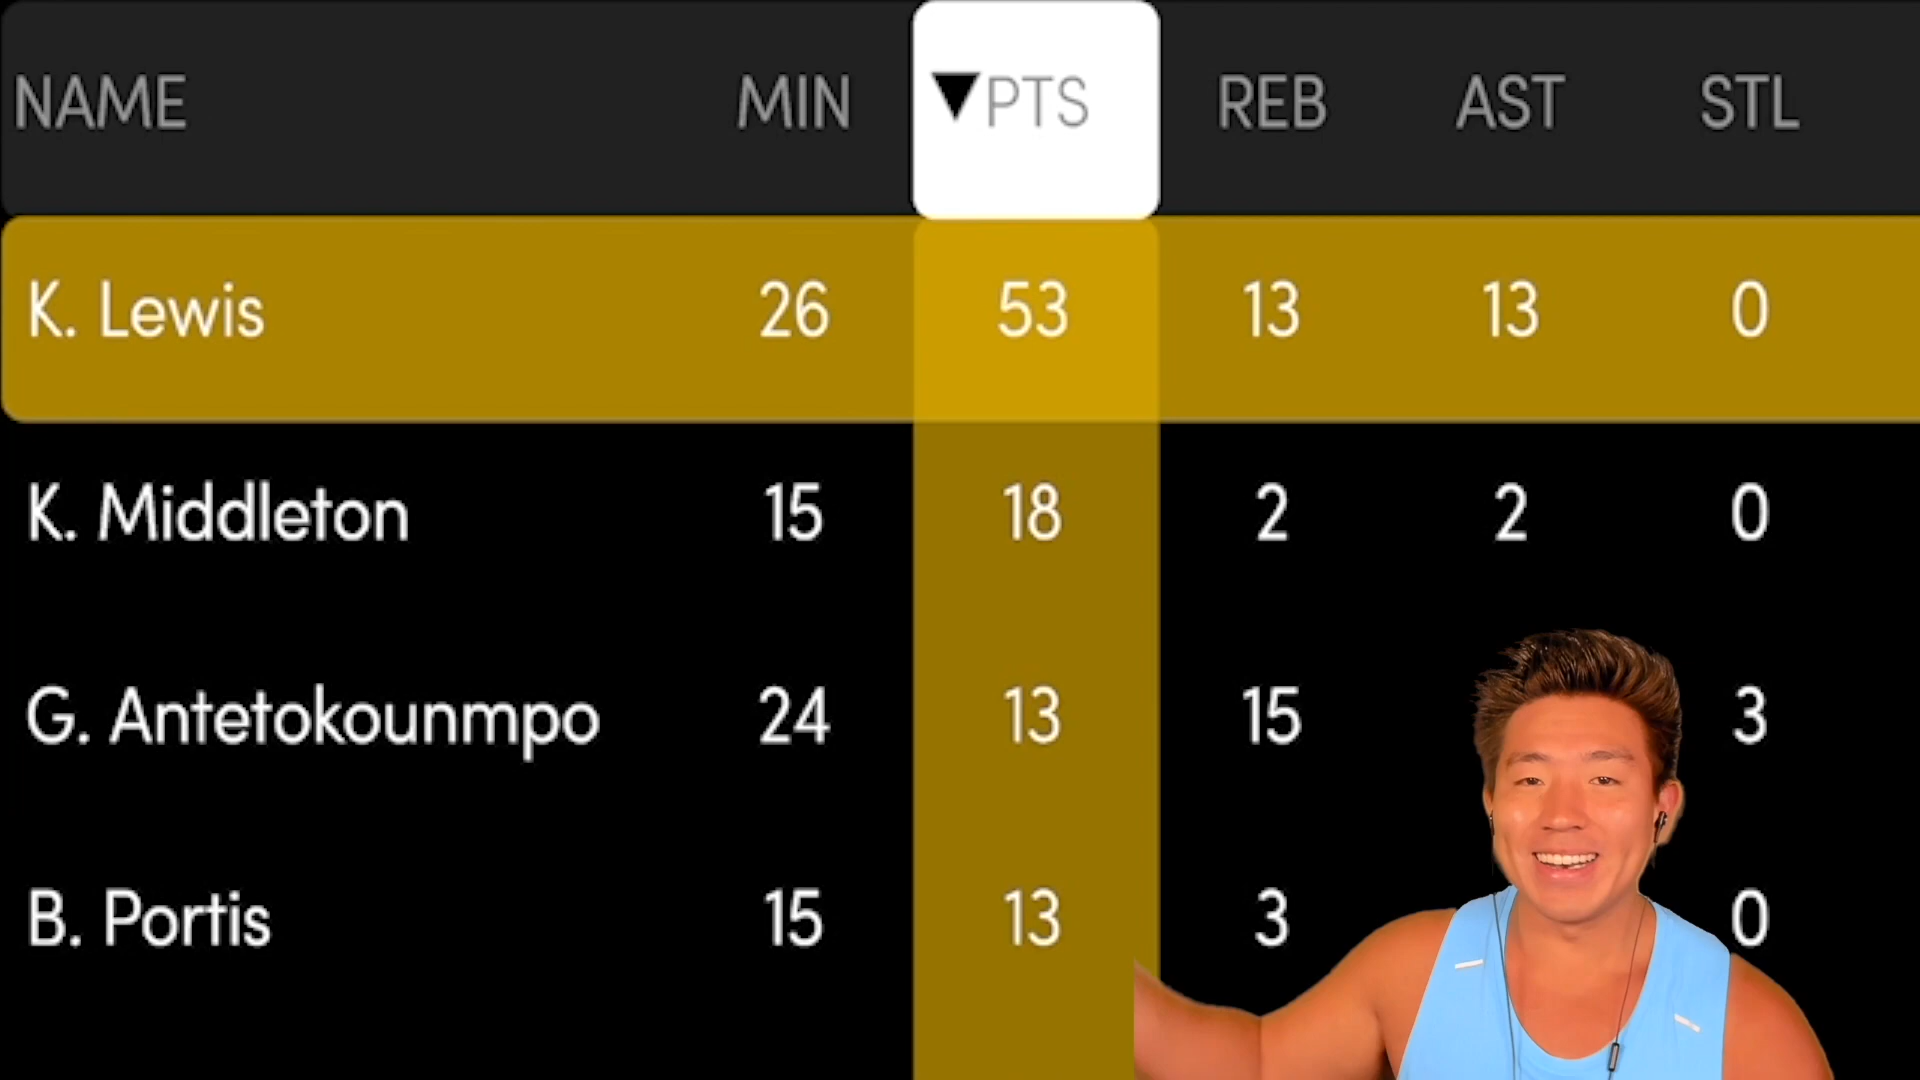 NAME MIN ▼PTS REB AST STL
K. Lewis 26 53 13 13 0
K. Middleton 15 18 2 2 0
G. Antetokounmpo 24 13 15 3
B. Portis 15 13 3 0